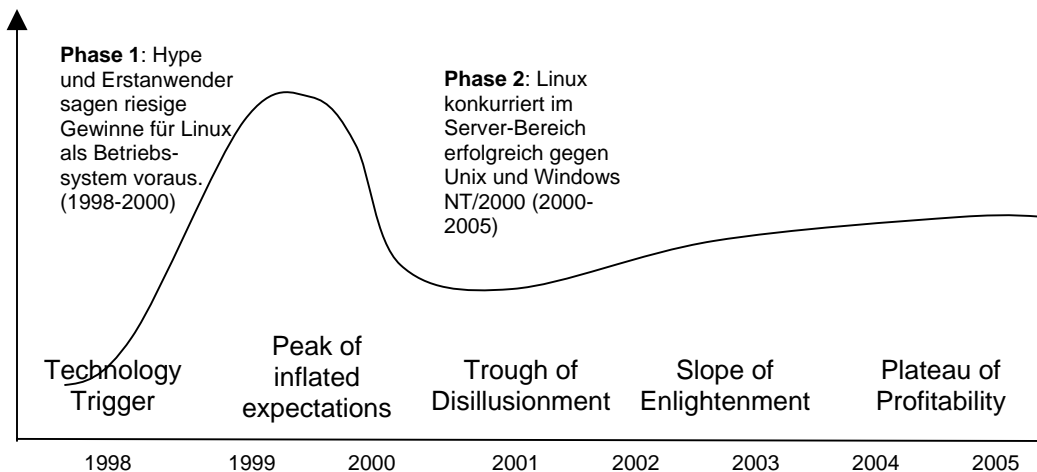 Phase 1: Hype
und Erstanwender
sagen riesige
Gewinne für Linux
als Betriebs-
system voraus.
(1998-2000)
Phase 2: Linux
konkurriert im
Server-Bereich
erfolgreich gegen
Unix und Windows
NT/2000 (2000-
2005)
Technology
Trigger
Peak of
inflated
expectations
Trough of
Disillusionment
Slope of
Enlightenment
Plateau of
Profitability
1998 1999 2000 2001 2002 2003 2004 2005